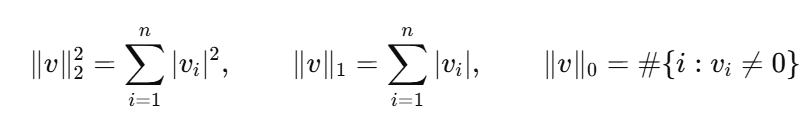 ‖v‖₂² = ∑ᵢ₌₁ⁿ |vᵢ|², ‖v‖₁ = ∑ᵢ₌₁ⁿ |vᵢ|, ‖v‖₀ = #{i : vᵢ ≠ 0}